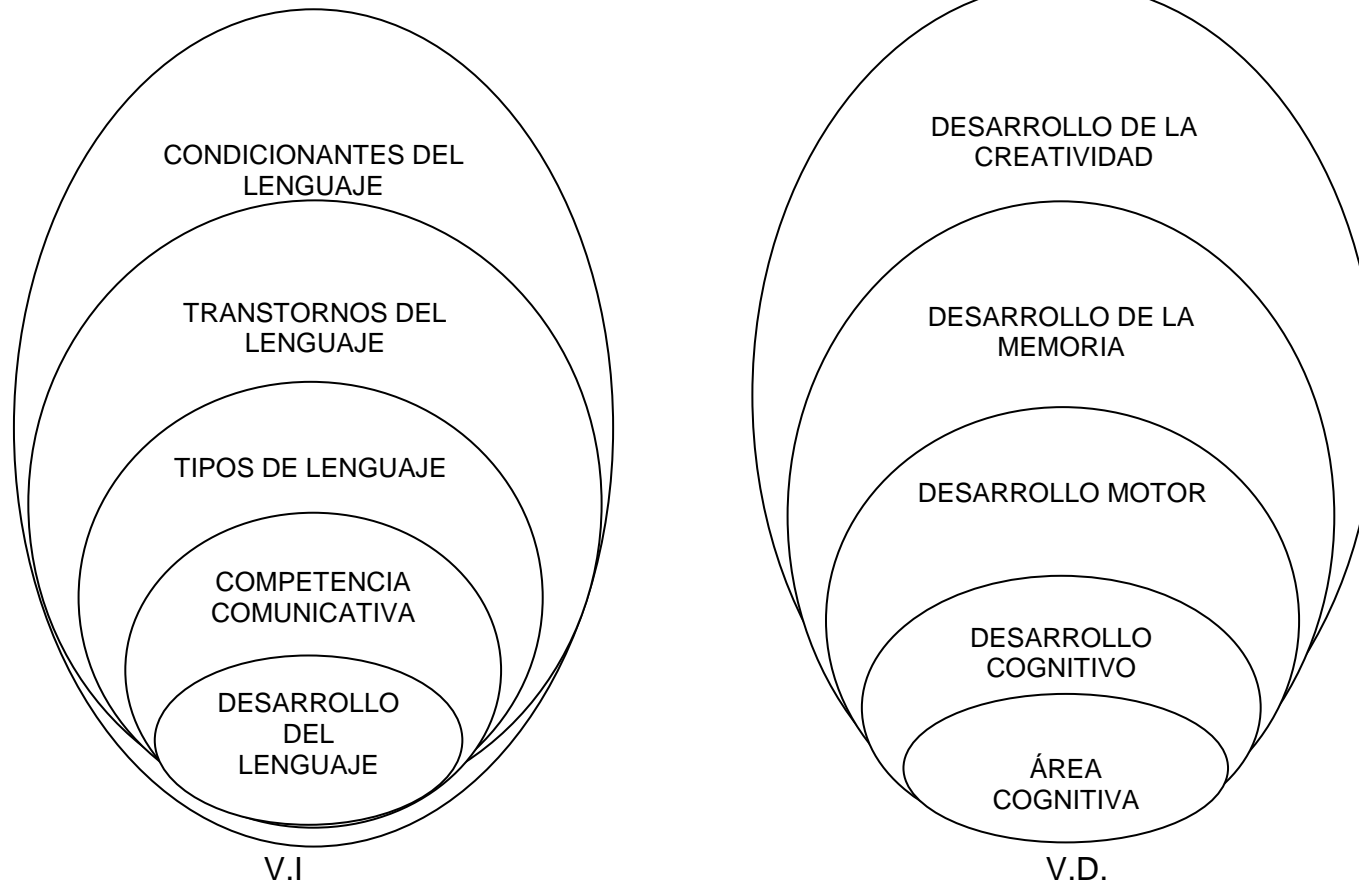 CONDICIONANTES DEL
LENGUAJE
TRANSTORNOS DEL
LENGUAJE
TIPOS DE LENGUAJE
COMPETENCIA
COMUNICATIVA
DESARROLLO
DEL
LENGUAJE
V.I
DESARROLLO DE LA
CREATIVIDAD
DESARROLLO DE LA
MEMORIA
DESARROLLO MOTOR
DESARROLLO
COGNITIVO
ÁREA
COGNITIVA
V.D.